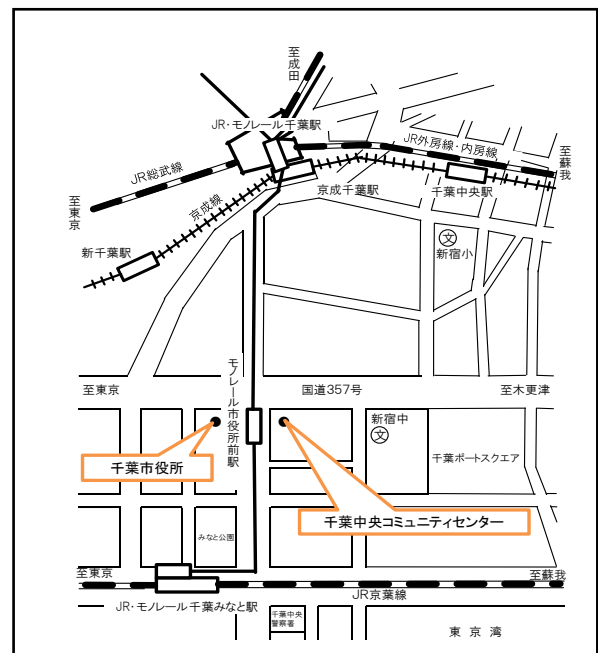 至成田
JR・モノレール千葉駅
JR外房線・内房線
至蘇我
JR総武線
京成線
京成千葉駅
千葉中央駅
至東京
新千葉駅
文
新宿小
モノレール市役所前駅
至東京
国道357号
至木更津
新宿中
文
千葉市役所
千葉ポートスクエア
千葉中央コミュニティセンター
みなと公園
至東京
至蘇我
JR京葉線
JR・モノレール千葉みなと駅
千葉中央
警察署
東京湾